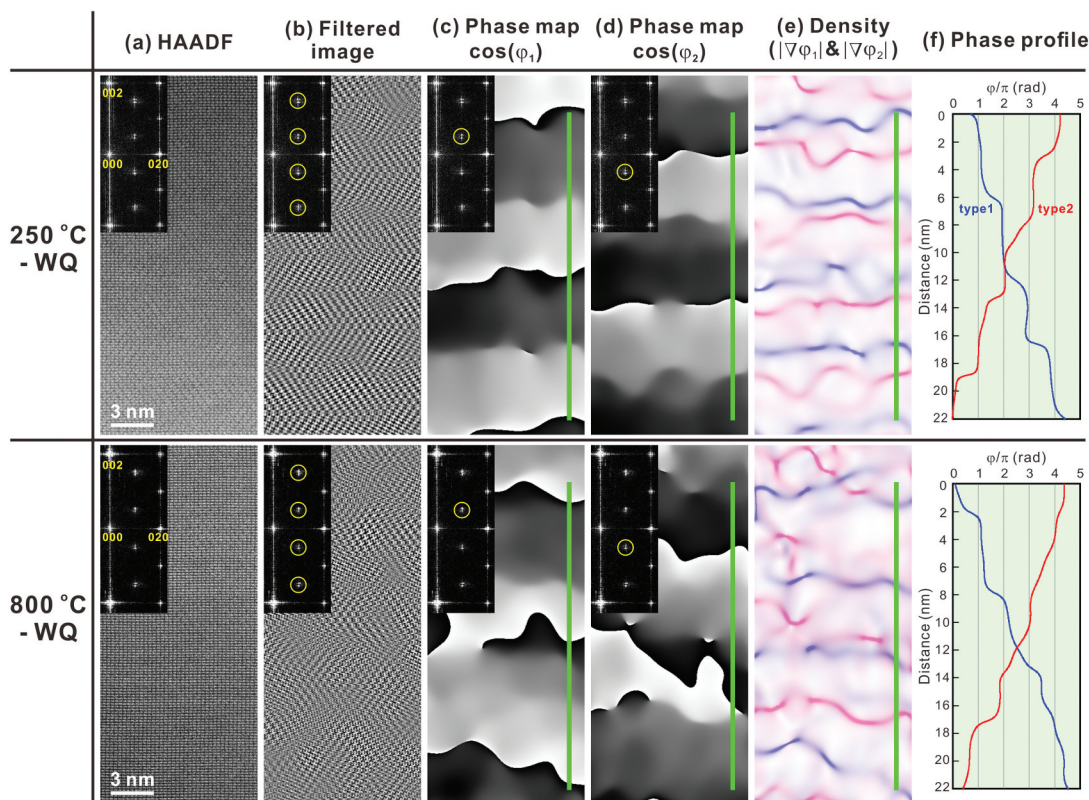 (a) HAADF
(b) Filtered
image
(c) Phase map
cos(φ₁)
(d) Phase map
cos(φ₂)
(e) Density
(|∇φ₁|&|∇φ₂|)
(f) Phase profile
250 °C
- WQ
002
000 020
3 nm
φ/π (rad)
0 1 2 3 4 5
0
2
4
6
8
10
12
14
16
18
20
22
Distance (nm)
type1
type2
800 °C
- WQ
002
000 020
3 nm
φ/π (rad)
0 1 2 3 4 5
0
2
4
6
8
10
12
14
16
18
20
22
Distance (nm)